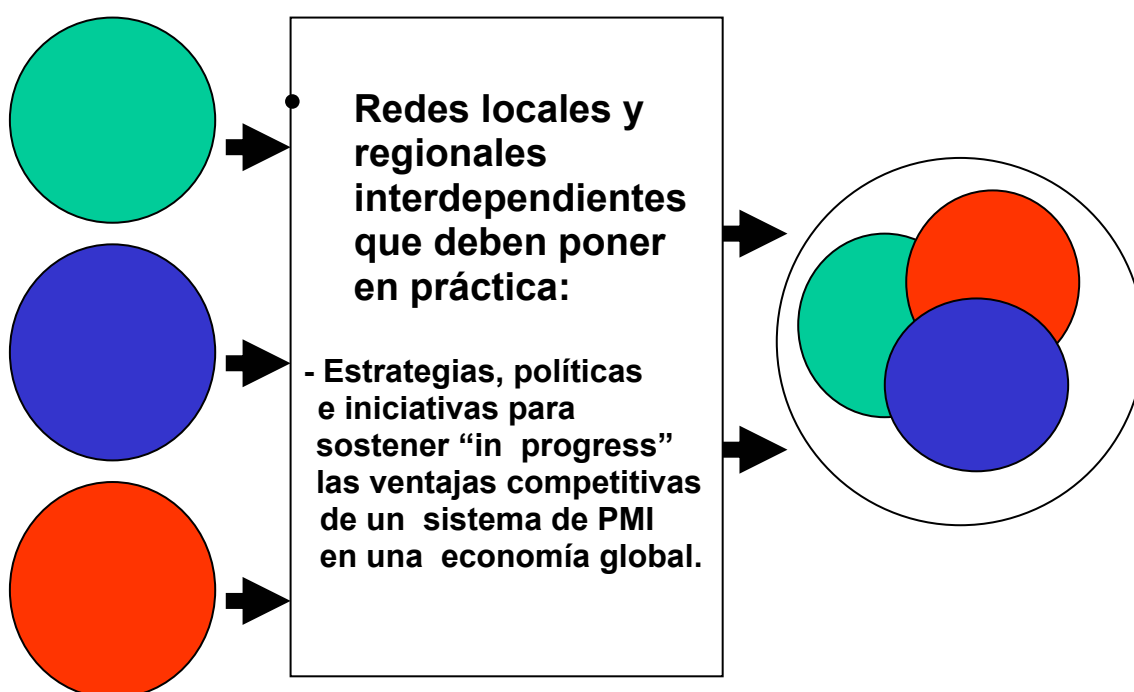 • Redes locales y
regionales
interdependientes
que deben poner
en práctica:
- Estrategias, políticas
e iniciativas para
sostener “in progress”
las ventajas competitivas
de un sistema de PMI
en una economía global.